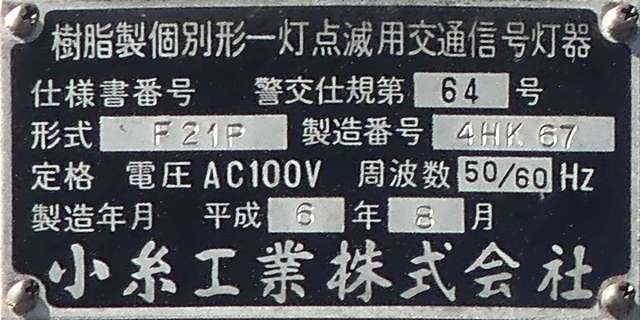 樹脂製個別形一灯点滅用交通信号灯器
仕様書番号 警交仕規第 64 号
形式 F21P 製造番号 4HK 67
定格 電圧 AC100V 周波数 50/60 Hz
製造年月 平成 6 年 8 月
小糸工業株式会社